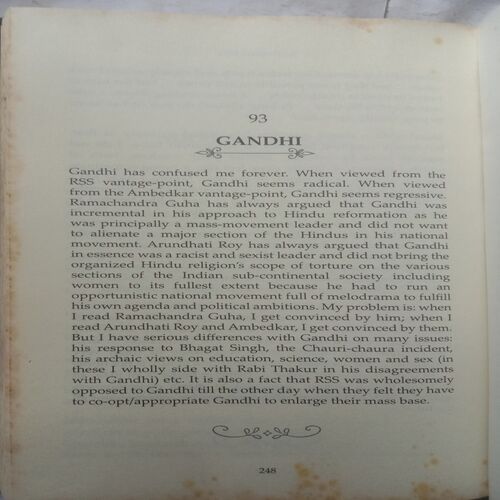 93
GANDHI
Gandhi has confused me forever. When viewed from the
RSS vantage-point, Gandhi seems radical. When viewed
from the Ambedkar vantage-point, Gandhi seems regressive.
Ramachandra Guha has always argued that Gandhi was
incremental in his approach to Hindu reformation as he
was principally a mass-movement leader and did not want
to alienate a major section of the Hindus in his national
movement. Arundhati Roy has always argued that Gandhi
in essence was a racist and sexist leader and did not bring the
organized Hindu religion's scope of torture on the various
sections of the Indian sub-continental society including
women to its fullest extent because he had to run an
opportunistic national movement full of melodrama to fulfill
his own agenda and political ambitions. My problem is: when
I read Ramachandra Guha, I get convinced by him; when I
read Arundhati Roy and Ambedkar, I get convinced by them.
But I have serious differences with Gandhi on many issues:
his response to Bhagat Singh, the Chauri-chaura incident,
his archaic views on education, science, women and sex (in
these I wholly side with Rabi Thakur in his disagreements
with Gandhi) etc. It is also a fact that RSS was wholesomely
opposed to Gandhi till the other day when they felt they have
to co-opt/appropriate Gandhi to enlarge their mass base.
248